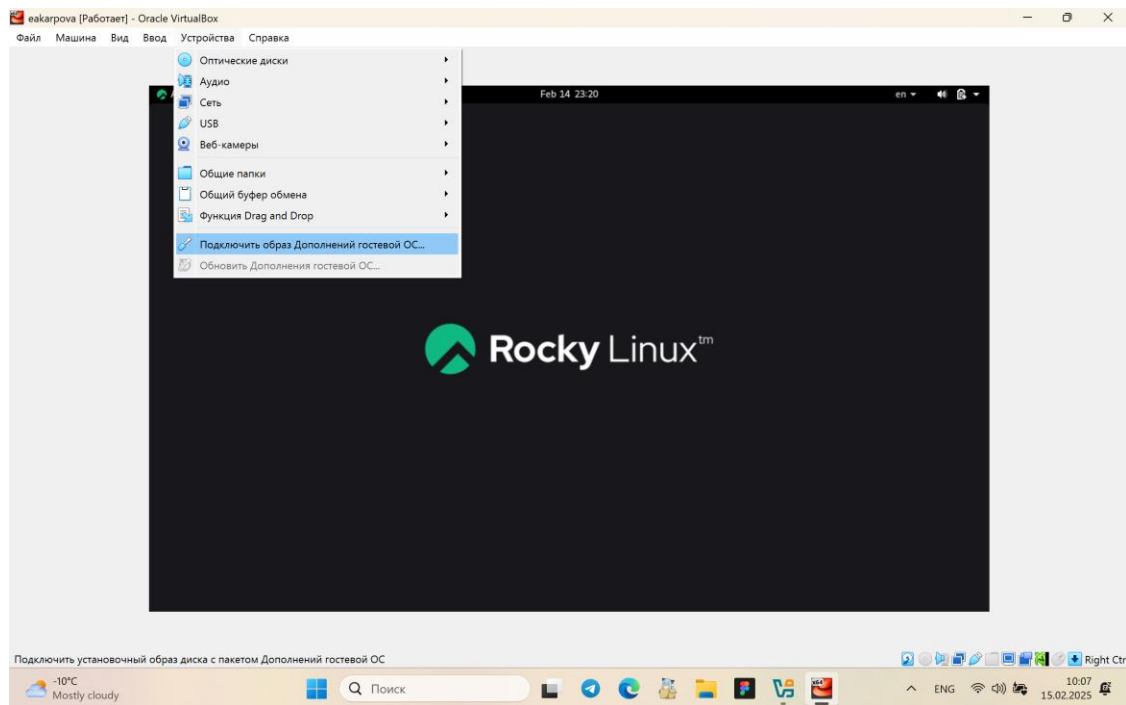 eakarpova [Работает] - Oracle VirtualBox
Файл Машина Вид Ввод Устройства Справка
Оптические диски
Аудио
Сеть
USB
Веб-камеры
Общие папки
Общий буфер обмена
Функция Drag and Drop
Подключить образ Дополнений гостевой ОС...
Обновить Дополнения гостевой ОС...
Feb 14 23:20
en
Rocky Linux™
Подключить установочный образ диска с пакетом Дополнений гостевой ОС
Right Ctr
-10°C
Mostly cloudy
Поиск
ENG
10:07
15.02.2025